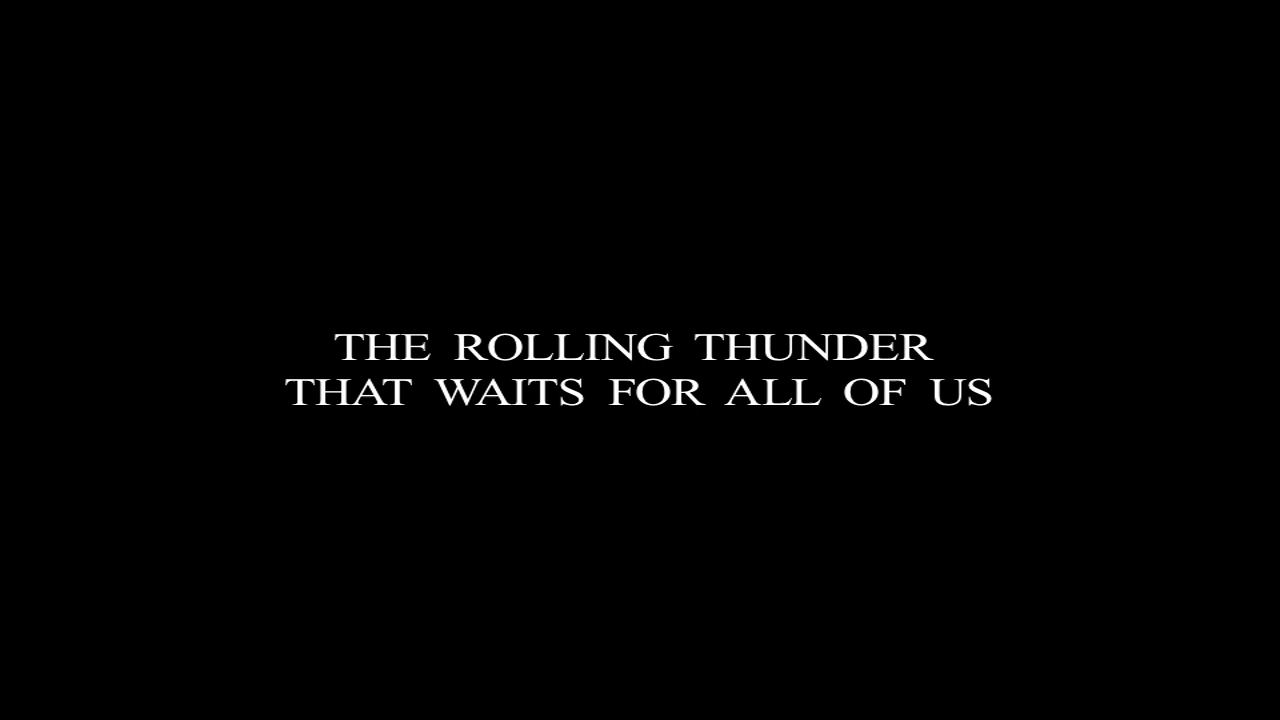 THE ROLLING THUNDER
THAT WAITS FOR ALL OF US